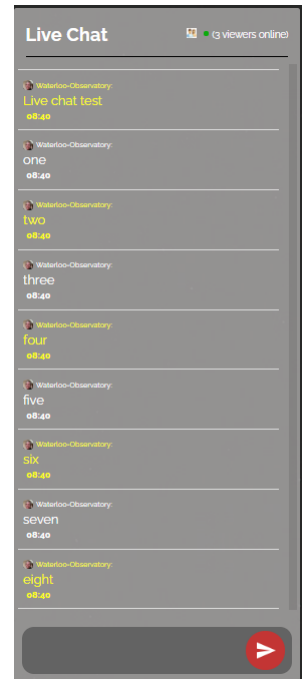 Live Chat
(3 viewers online)
Waterloo-Observatory:
Live chat test
08:40
Waterloo-Observatory:
one
08:40
Waterloo-Observatory:
two
08:40
Waterloo-Observatory:
three
08:40
Waterloo-Observatory:
four
08:40
Waterloo-Observatory:
five
08:40
Waterloo-Observatory:
six
08:40
Waterloo-Observatory:
seven
08:40
Waterloo-Observatory:
eight
08:40